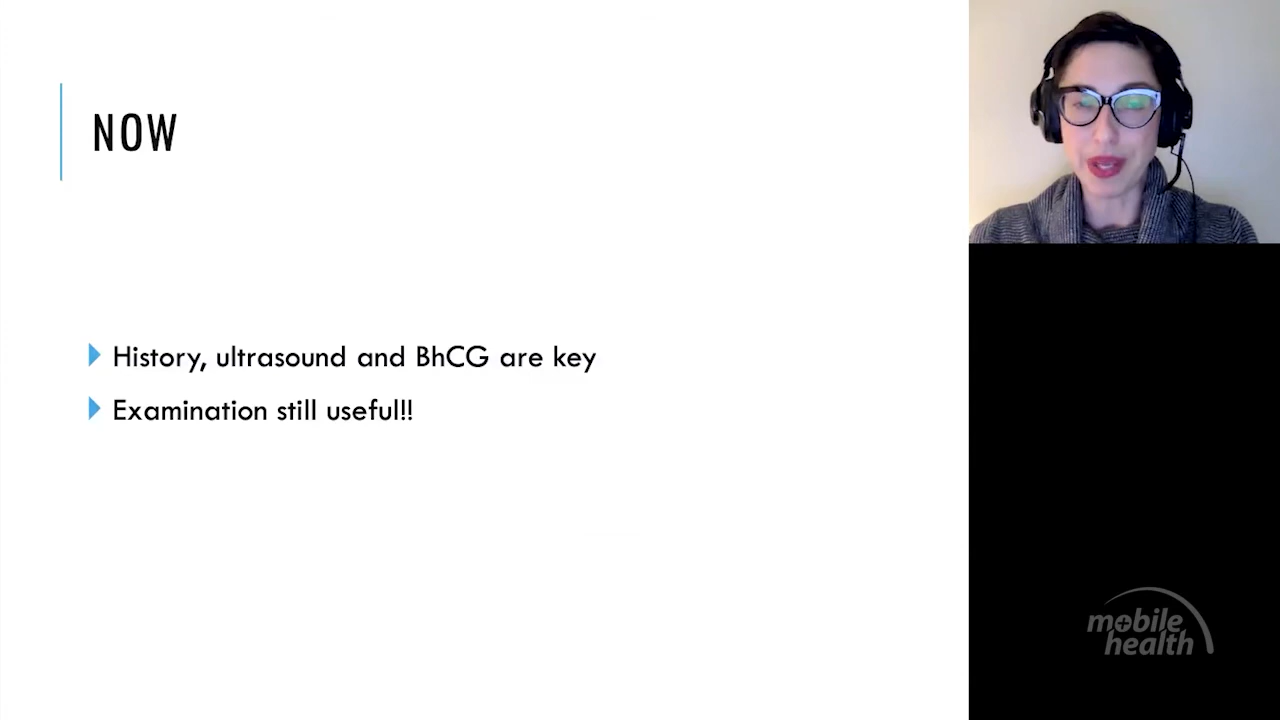 NOW
History, ultrasound and BhCG are key
Examination still useful!!
mobile
health